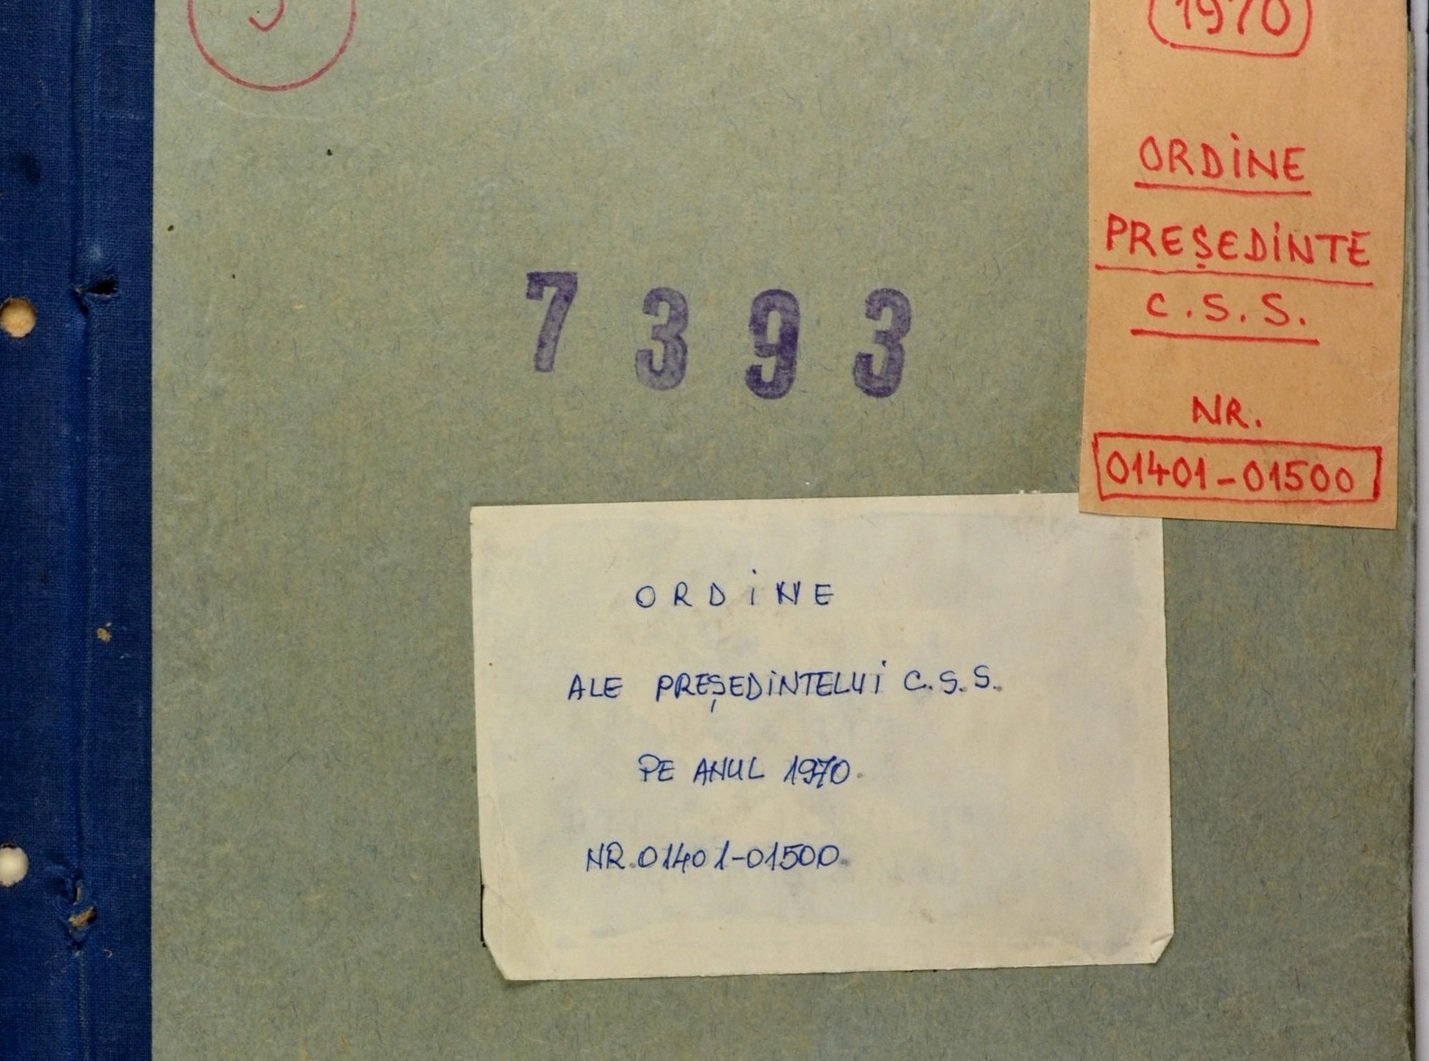 1970
ORDINE
PREȘEDINTE
C.S.S.
NR.
01401-01500
7393
ORDINE
ALE PREȘEDINTELUI C.S.S.
PE ANUL 1970.
NR.01401-01500.